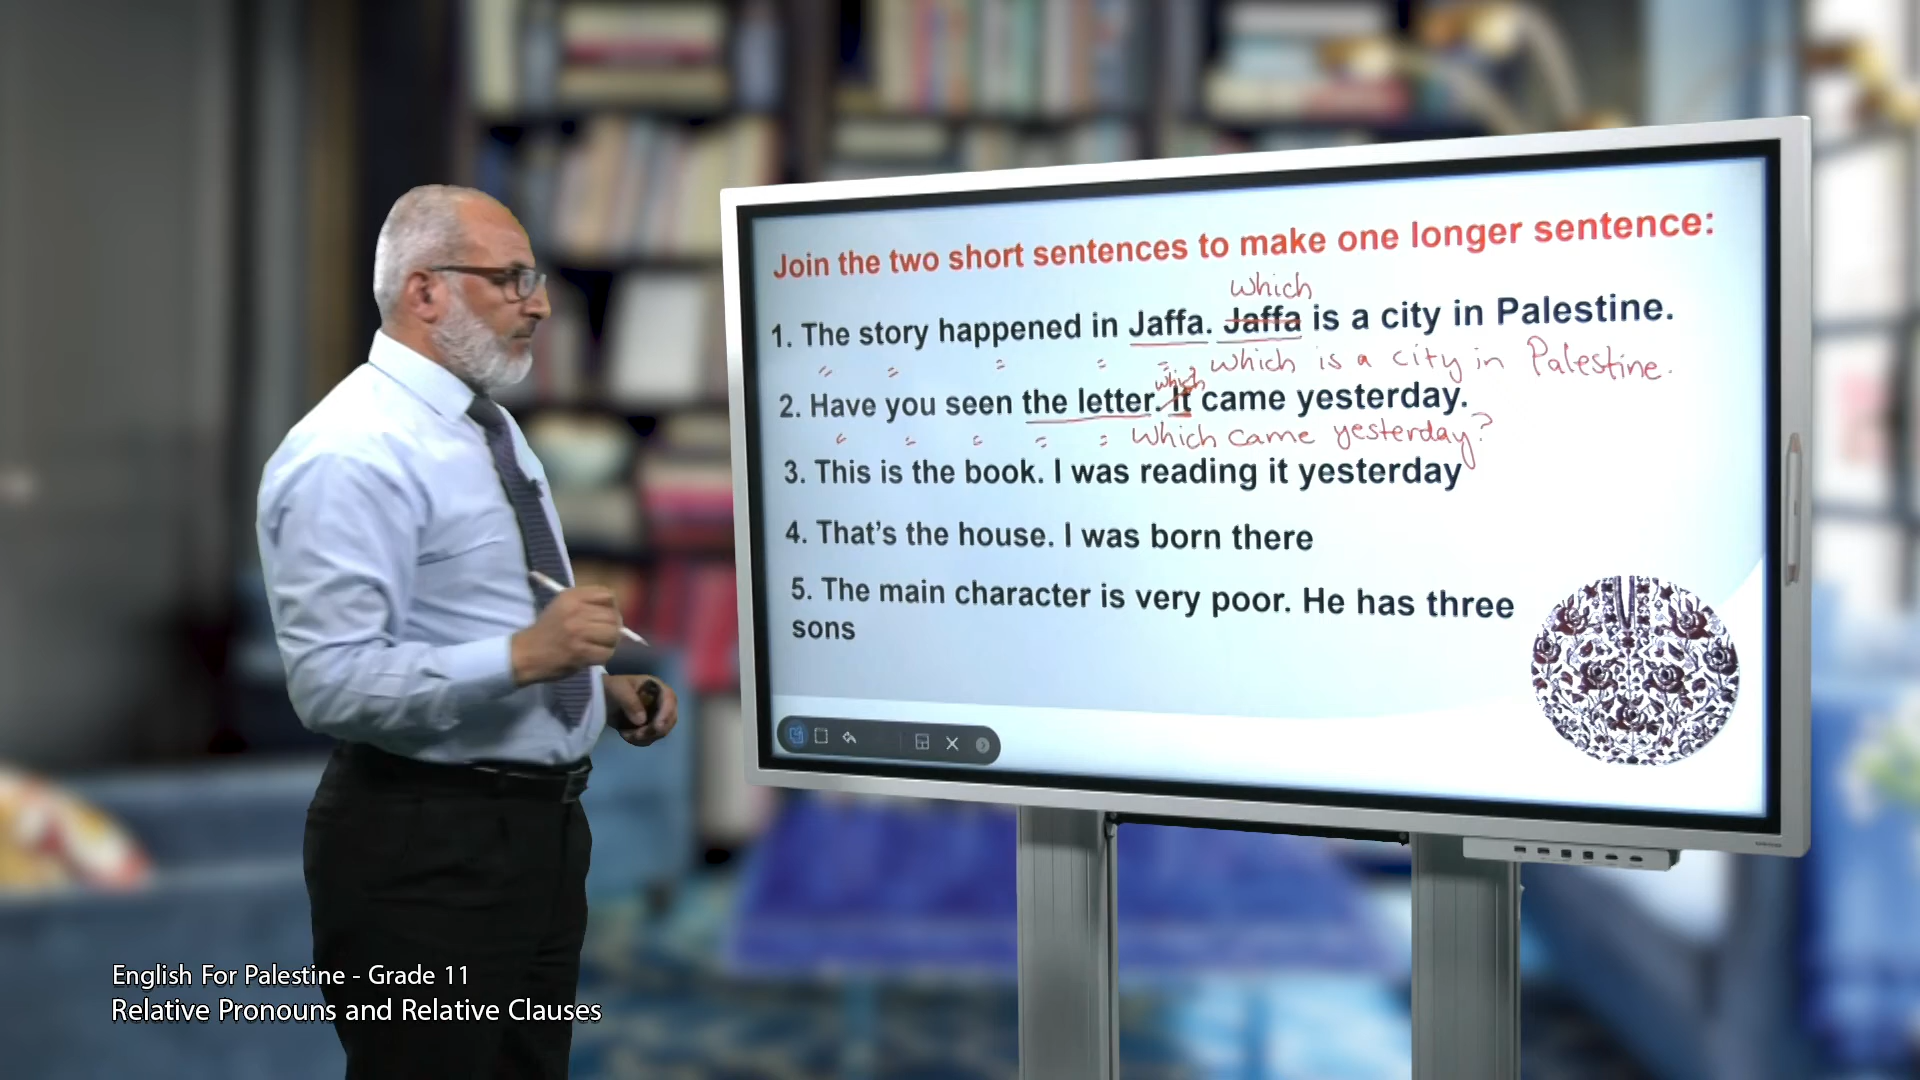 Join the two short sentences to make one longer sentence:
which
1. The story happened in Jaffa. Jaffa is a city in Palestine.
" " " " " , which is a city in Palestine.
which
2. Have you seen the letter. It came yesterday.
" " " " " which came yesterday?
3. This is the book. I was reading it yesterday
4. That's the house. I was born there
5. The main character is very poor. He has three
sons
English For Palestine - Grade 11
Relative Pronouns and Relative Clauses